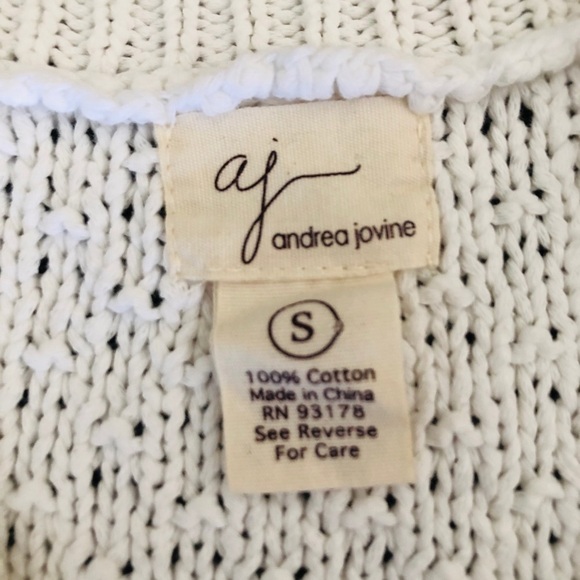 aj
andrea jovine
S
100% Cotton
Made in China
RN 93178
See Reverse
For Care